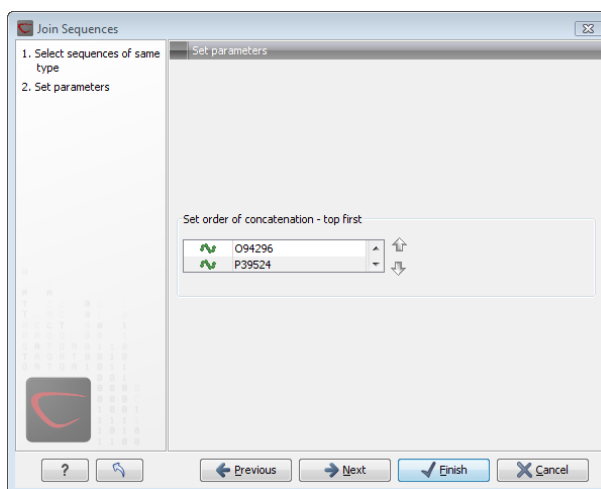 Join Sequences
1. Select sequences of same
type
2. Set parameters
Set parameters
Set order of concatenation - top first
O94296
P39524
?
Previous
Next
Finish
Cancel